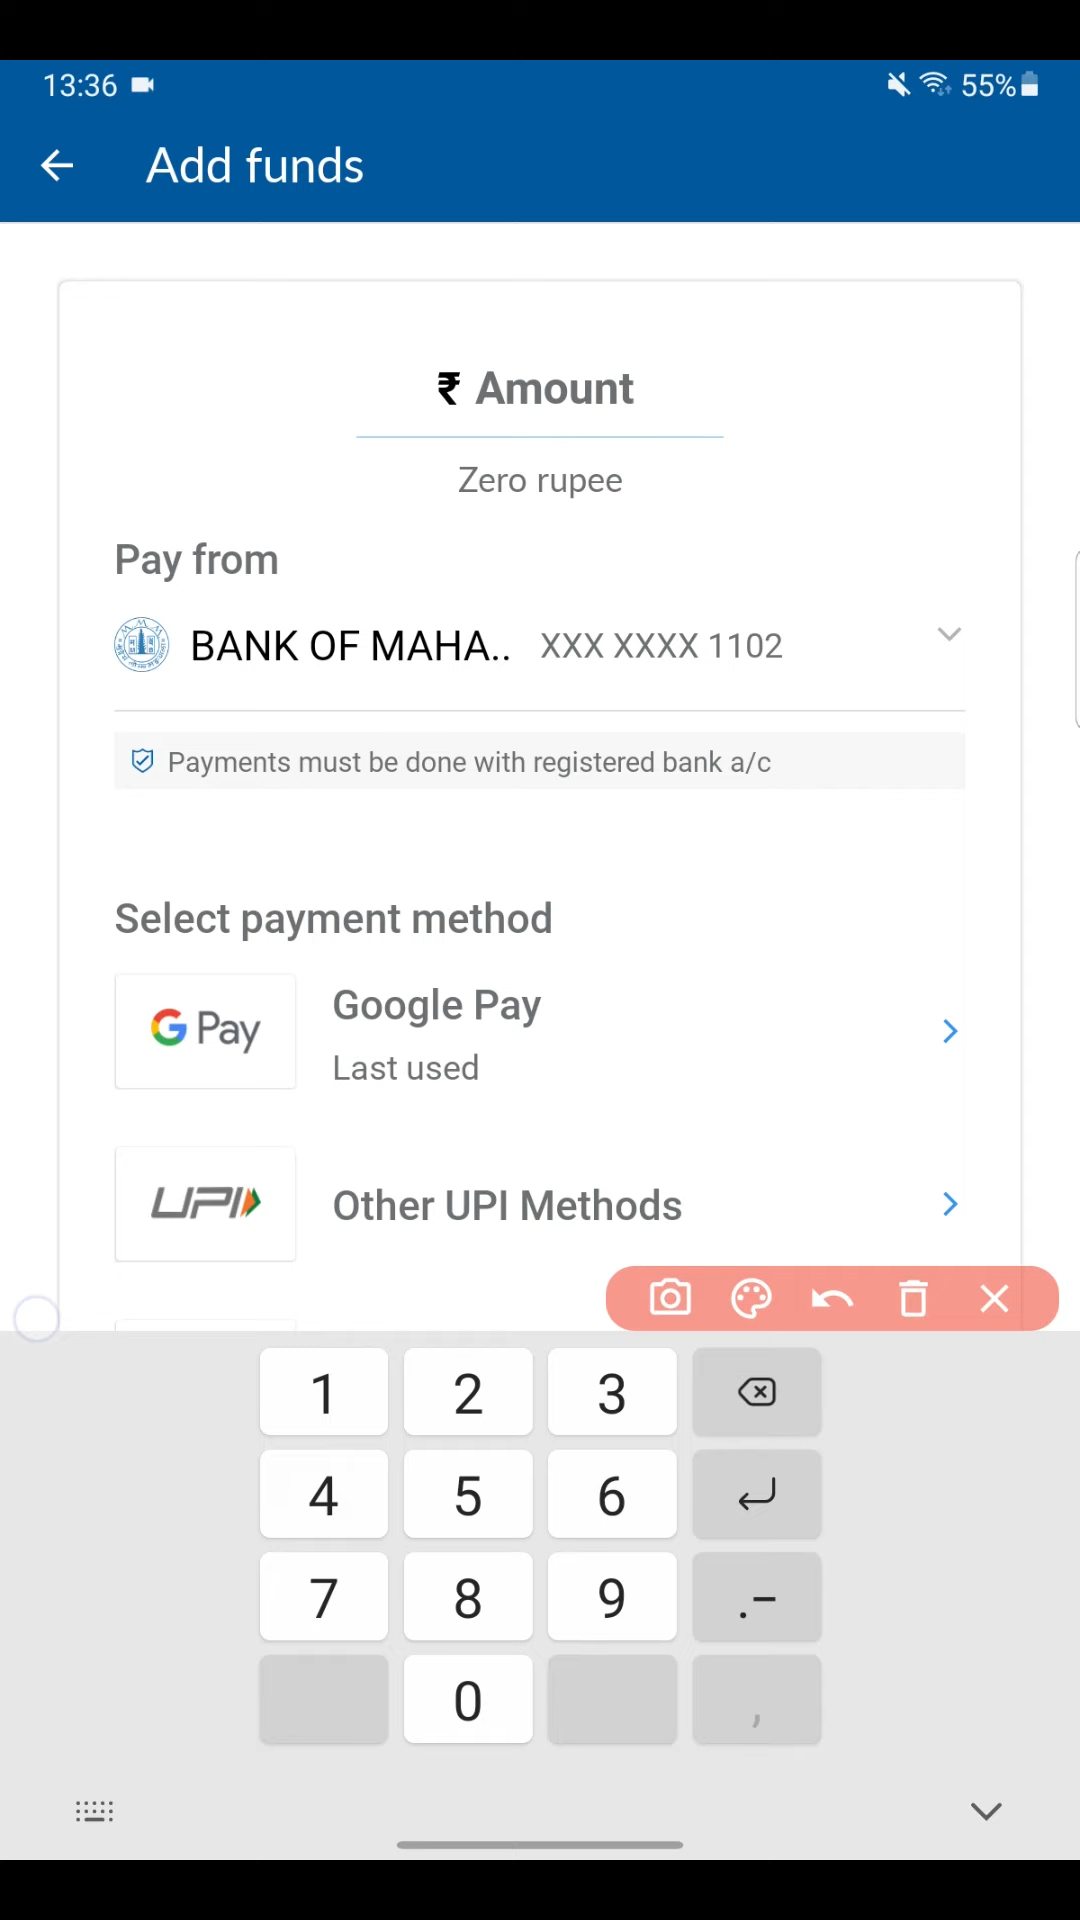 13:36
55%
Add funds
₹ Amount
Zero rupee
Pay from
BANK OF MAHA.. XXX XXXX 1102
Payments must be done with registered bank a/c
Select payment method
G Pay
Google Pay
Last used
UPI
Other UPI Methods
1 2 3
4 5 6
7 8 9 .-
0 ,